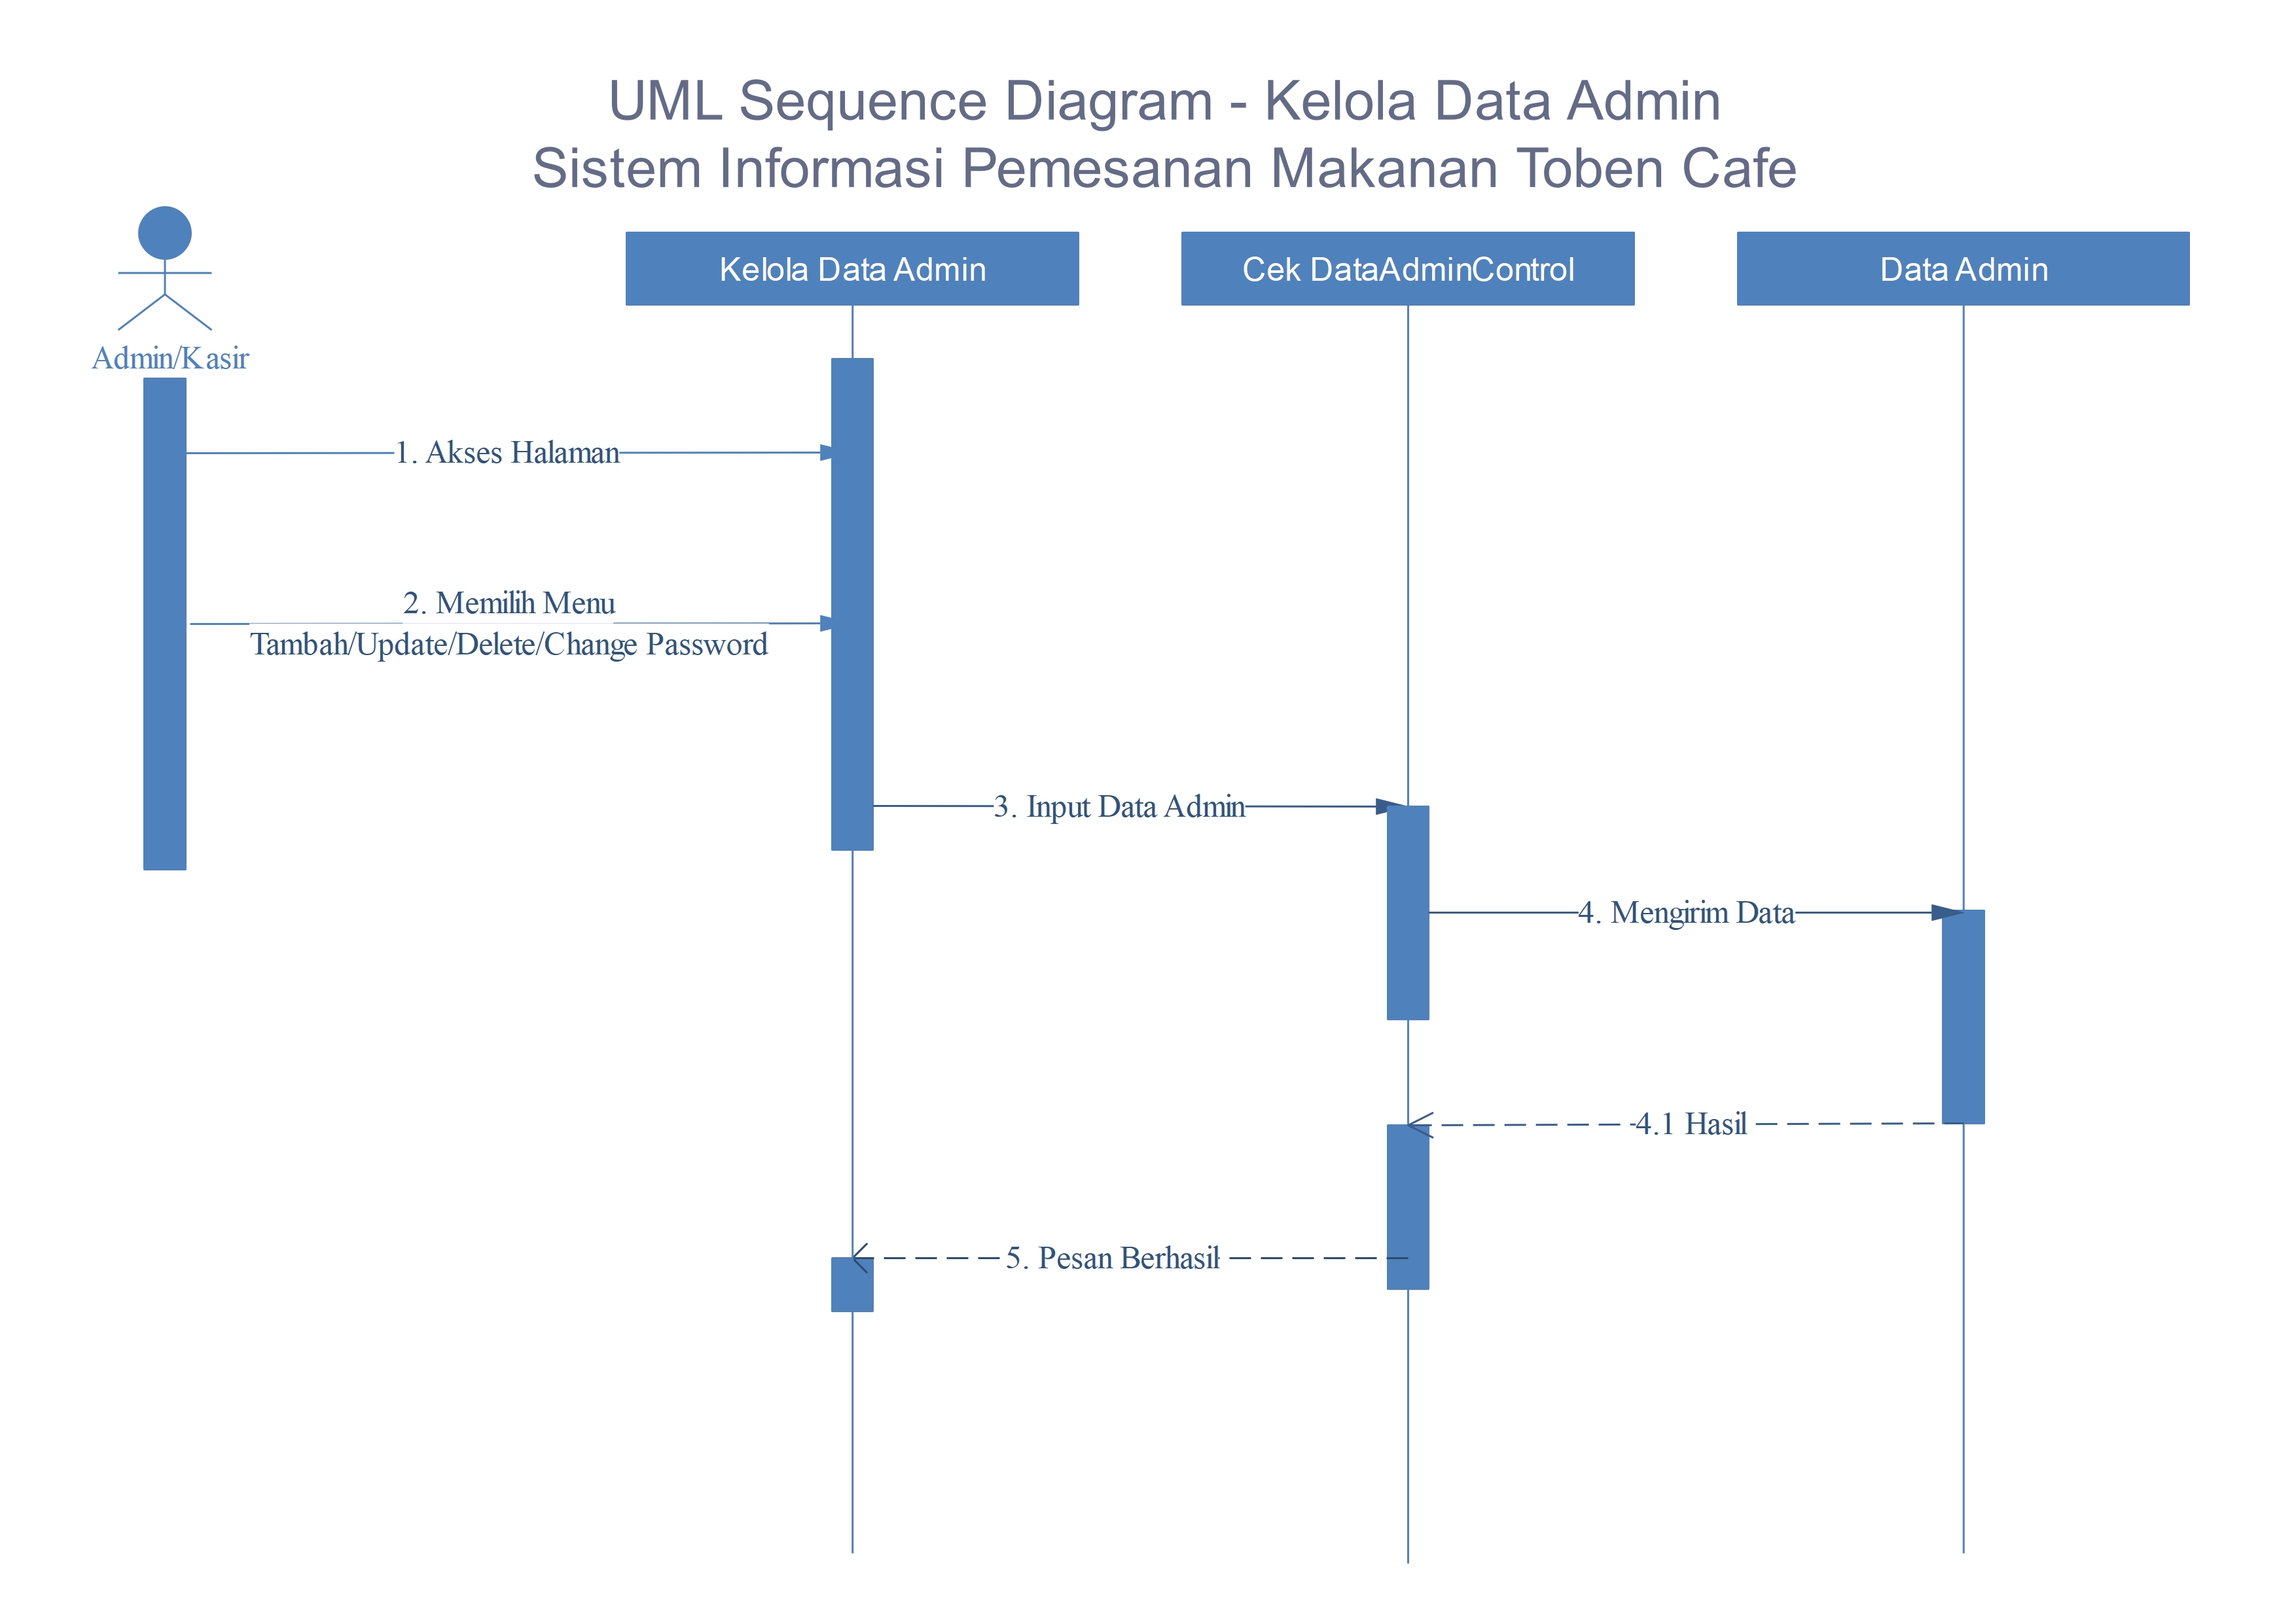 UML Sequence Diagram - Kelola Data Admin
Sistem Informasi Pemesanan Makanan Toben Cafe
Kelola Data Admin
Cek DataAdminControl
Data Admin
Admin/Kasir
1. Akses Halaman
2. Memilih Menu
Tambah/Update/Delete/Change Password
3. Input Data Admin
4. Mengirim Data
4.1 Hasil
5. Pesan Berhasil